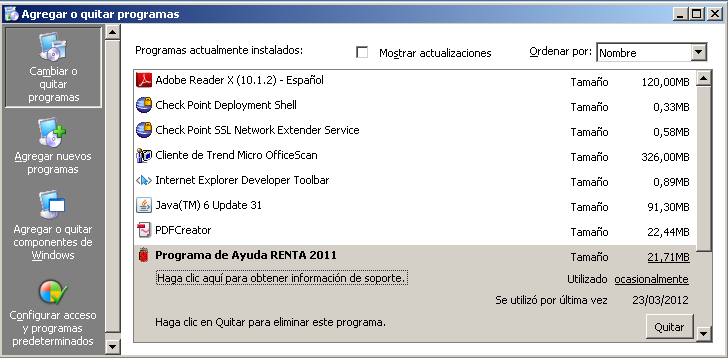 Agregar o quitar programas
Cambiar o
quitar
programas
Agregar nuevos
programas
Agregar o quitar
componentes de
Windows
Configurar acceso
y programas
predeterminados
Programas actualmente instalados:
Mostrar actualizaciones
Ordenar por:
Nombre
Adobe Reader X (10.1.2) - Español Tamaño 120,00MB
Check Point Deployment Shell Tamaño 0,33MB
Check Point SSL Network Extender Service Tamaño 0,58MB
Cliente de Trend Micro OfficeScan Tamaño 326,00MB
Internet Explorer Developer Toolbar Tamaño 0,89MB
Java(TM) 6 Update 31 Tamaño 91,30MB
PDFCreator Tamaño 22,44MB
Programa de Ayuda RENTA 2011 Tamaño 21,71MB
Haga clic aquí para obtener información de soporte. Utilizado ocasionalmente
Se utilizó por última vez 23/03/2012
Haga clic en Quitar para eliminar este programa. Quitar